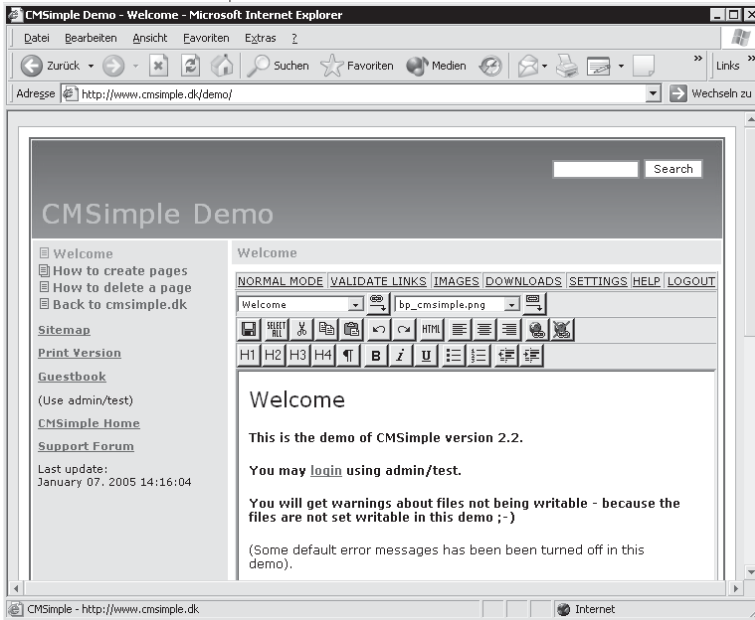 CMSimple Demo - Welcome - Microsoft Internet Explorer
Datei Bearbeiten Ansicht Favoriten Extras ?
Zurück Suchen Favoriten Medien » Links »
Adresse http://www.cmsimple.dk/demo/ Wechseln zu
Search
CMSimple Demo
Welcome
How to create pages
How to delete a page
Back to cmsimple.dk
Sitemap
Print Version
Guestbook
(Use admin/test)
CMSimple Home
Support Forum
Last update:
January 07. 2005 14:16:04
Welcome
NORMAL MODE VALIDATE LINKS IMAGES DOWNLOADS SETTINGS HELP LOGOUT
Welcome bp_cmsimple.png
SELECT ALL HTML
H1 H2 H3 H4 ¶ B i U
Welcome
This is the demo of CMSimple version 2.2.
You may login using admin/test.
You will get warnings about files not being writable - because the
files are not set writable in this demo ;-)
(Some default error messages has been been turned off in this
demo).
CMSimple - http://www.cmsimple.dk Internet